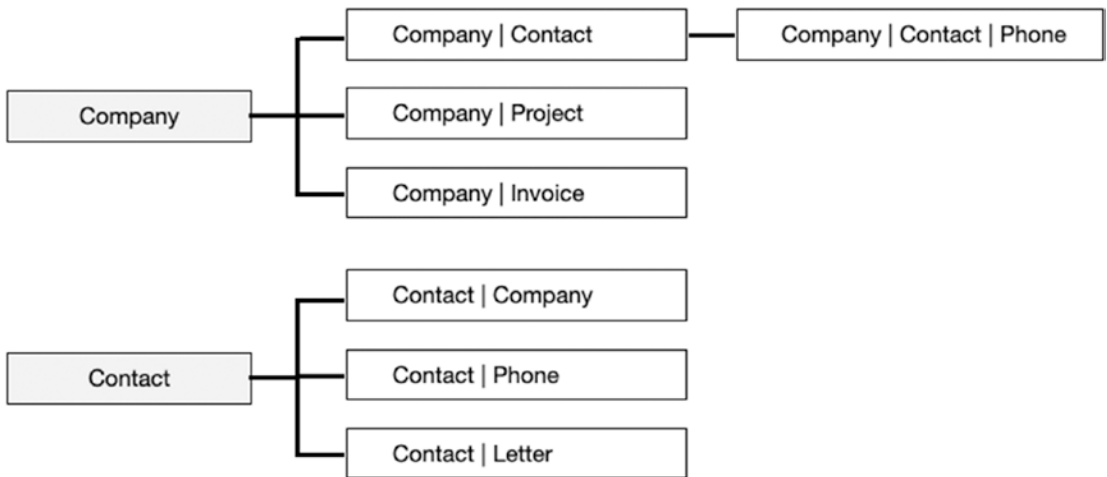 Company | Contact
Company | Contact | Phone
Company
Company | Project
Company | Invoice
Contact | Company
Contact
Contact | Phone
Contact | Letter